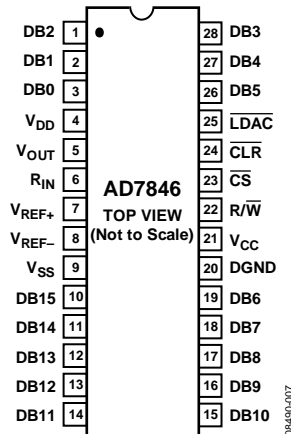 DB2 1 28 DB3
DB1 2 27 DB4
DB0 3 26 DB5
VDD 4 25 LDAC
VOUT 5 24 CLR
RIN 6 23 CS
AD7846
VREF+ 7 22 R/W
TOP VIEW
VREF– 8 21 VCC
(Not to Scale)
VSS 9 20 DGND
DB15 10 19 DB6
DB14 11 18 DB7
DB13 12 17 DB8
DB12 13 16 DB9
DB11 14 15 DB10
08490-007